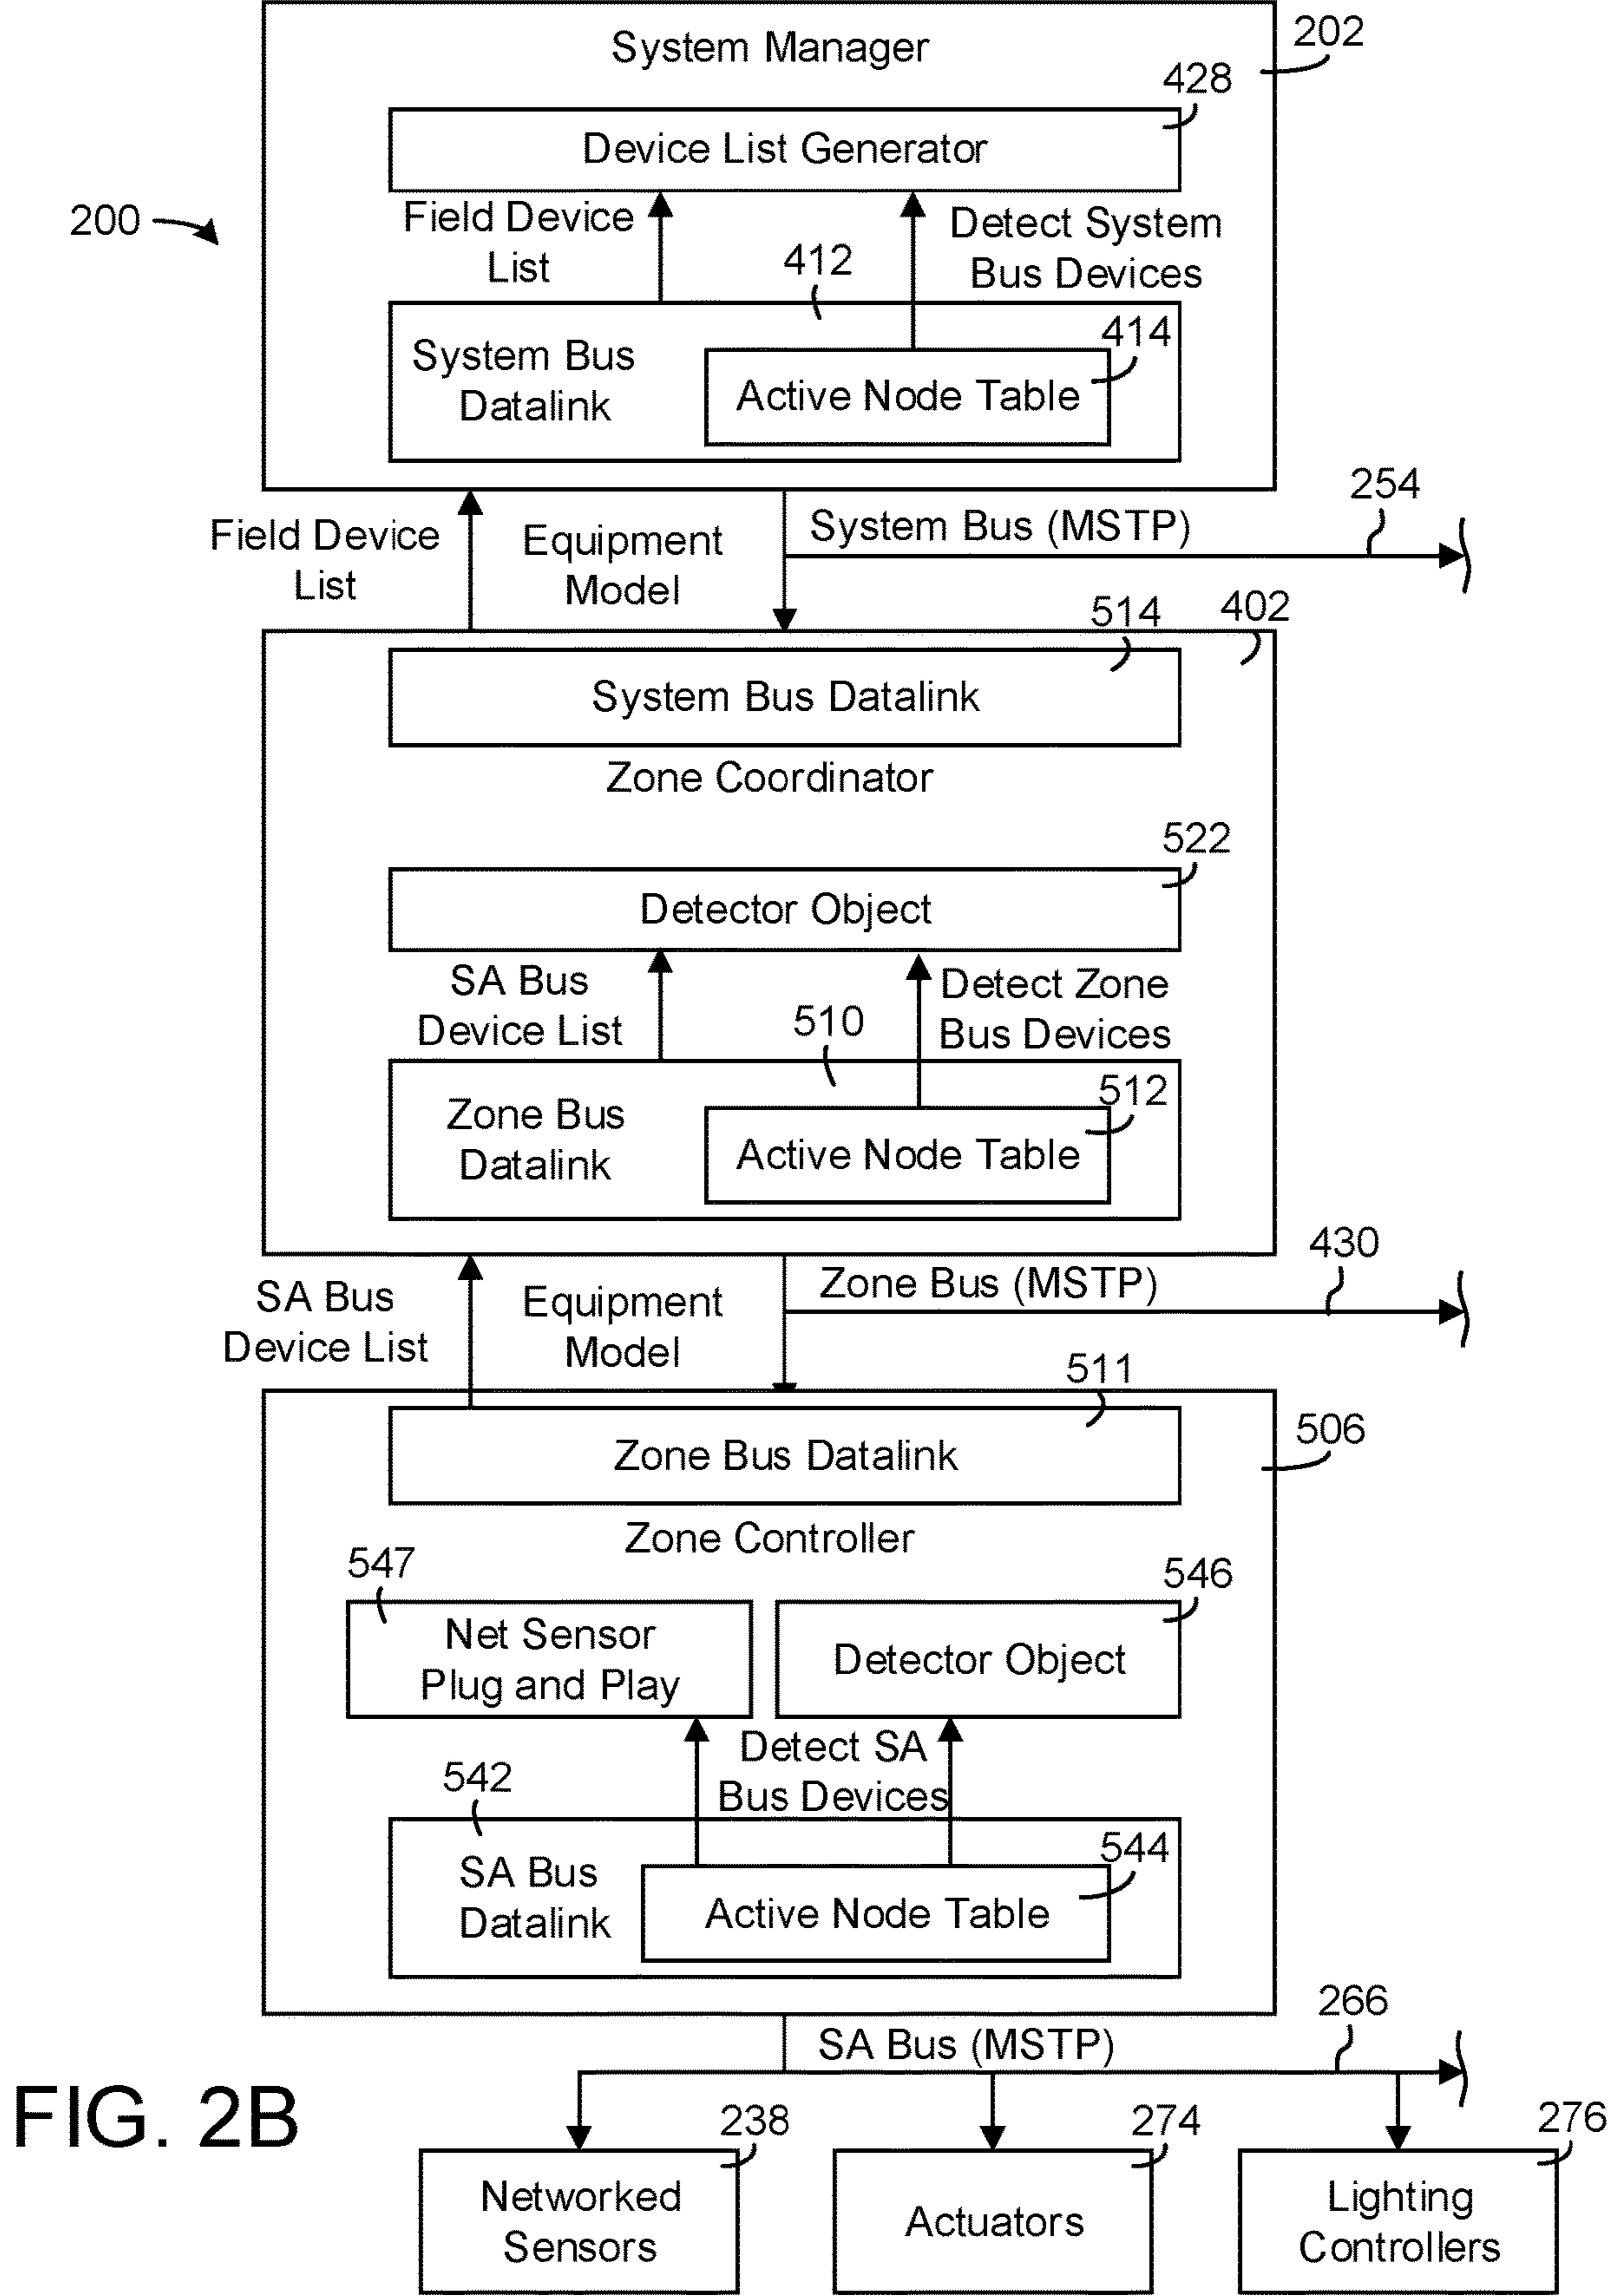 System Manager
202
428
Device List Generator
200
Field Device
List
412
Detect System
Bus Devices
414
System Bus
Datalink
Active Node Table
254
Field Device
List
Equipment
Model
System Bus (MSTP)
514
402
System Bus Datalink
Zone Coordinator
522
Detector Object
SA Bus
Device List
510
Detect Zone
Bus Devices
512
Zone Bus
Datalink
Active Node Table
430
SA Bus
Device List
Equipment
Model
Zone Bus (MSTP)
511
506
Zone Bus Datalink
Zone Controller
547
546
Net Sensor
Plug and Play
Detector Object
Detect SA
Bus Devices
542
544
SA Bus
Datalink
Active Node Table
266
SA Bus (MSTP)
FIG. 2B
238
274
276
Networked
Sensors
Actuators
Lighting
Controllers